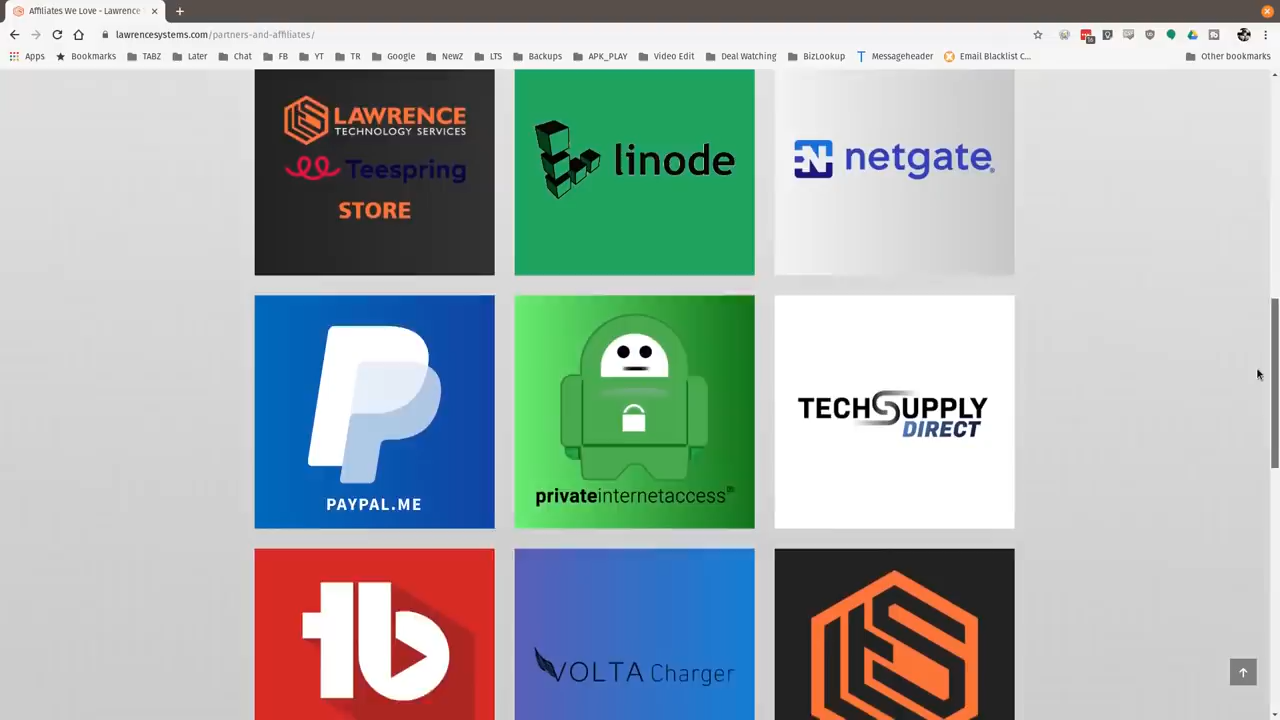 Affiliates We Love - Lawrence
lawrencesystems.com/partners-and-affiliates/
Apps
Bookmarks
TABZ
Later
Chat
FB
YT
TR
Google
NewZ
LTS
Backups
APK_PLAY
Video Edit
Deal Watching
BizLookup
Messageheader
Email Blacklist C...
Other bookmarks
LAWRENCE
TECHNOLOGY SERVICES
Teespring
STORE
linode
netgate®
PAYPAL.ME
privateinternetaccess®
TECHSUPPLY
DIRECT
tb
VOLTA Charger